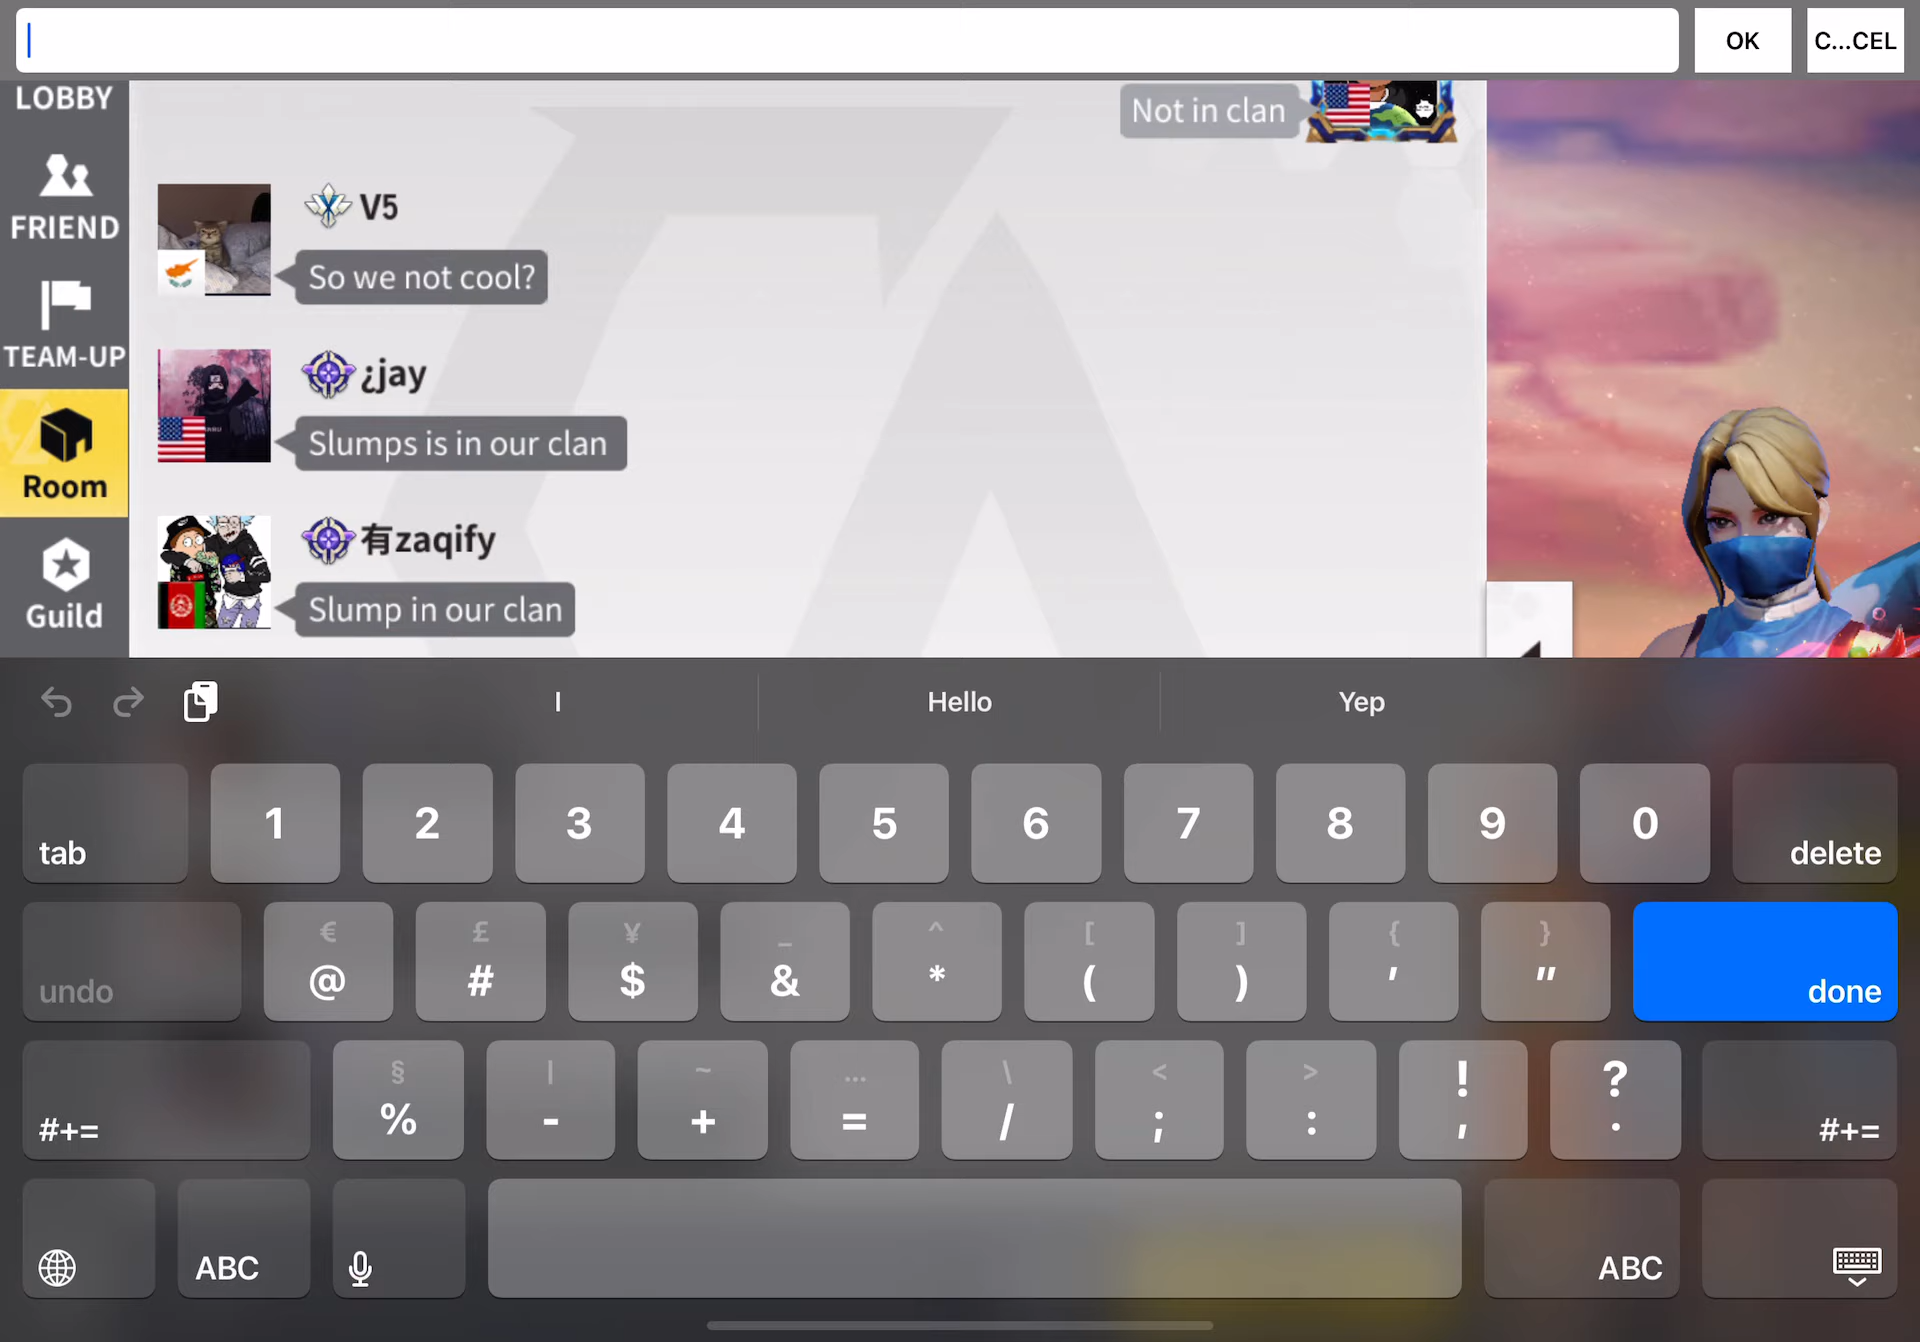 OK C...CEL
LOBBY
Not in clan
FRIEND
V5
So we not cool?
TEAM-UP
¿jay
Slumps is in our clan
Room
有zaqify
Slump in our clan
Guild
I Hello Yep
tab 1 2 3 4 5 6 7 8 9 0 delete
€ £ ¥ _ ^ [ ] { }
undo @ # $ & * ( ) ' " done
§ | ~ … \ < > ! ?
#+= % - + = / ; : , . #+=
ABC ABC